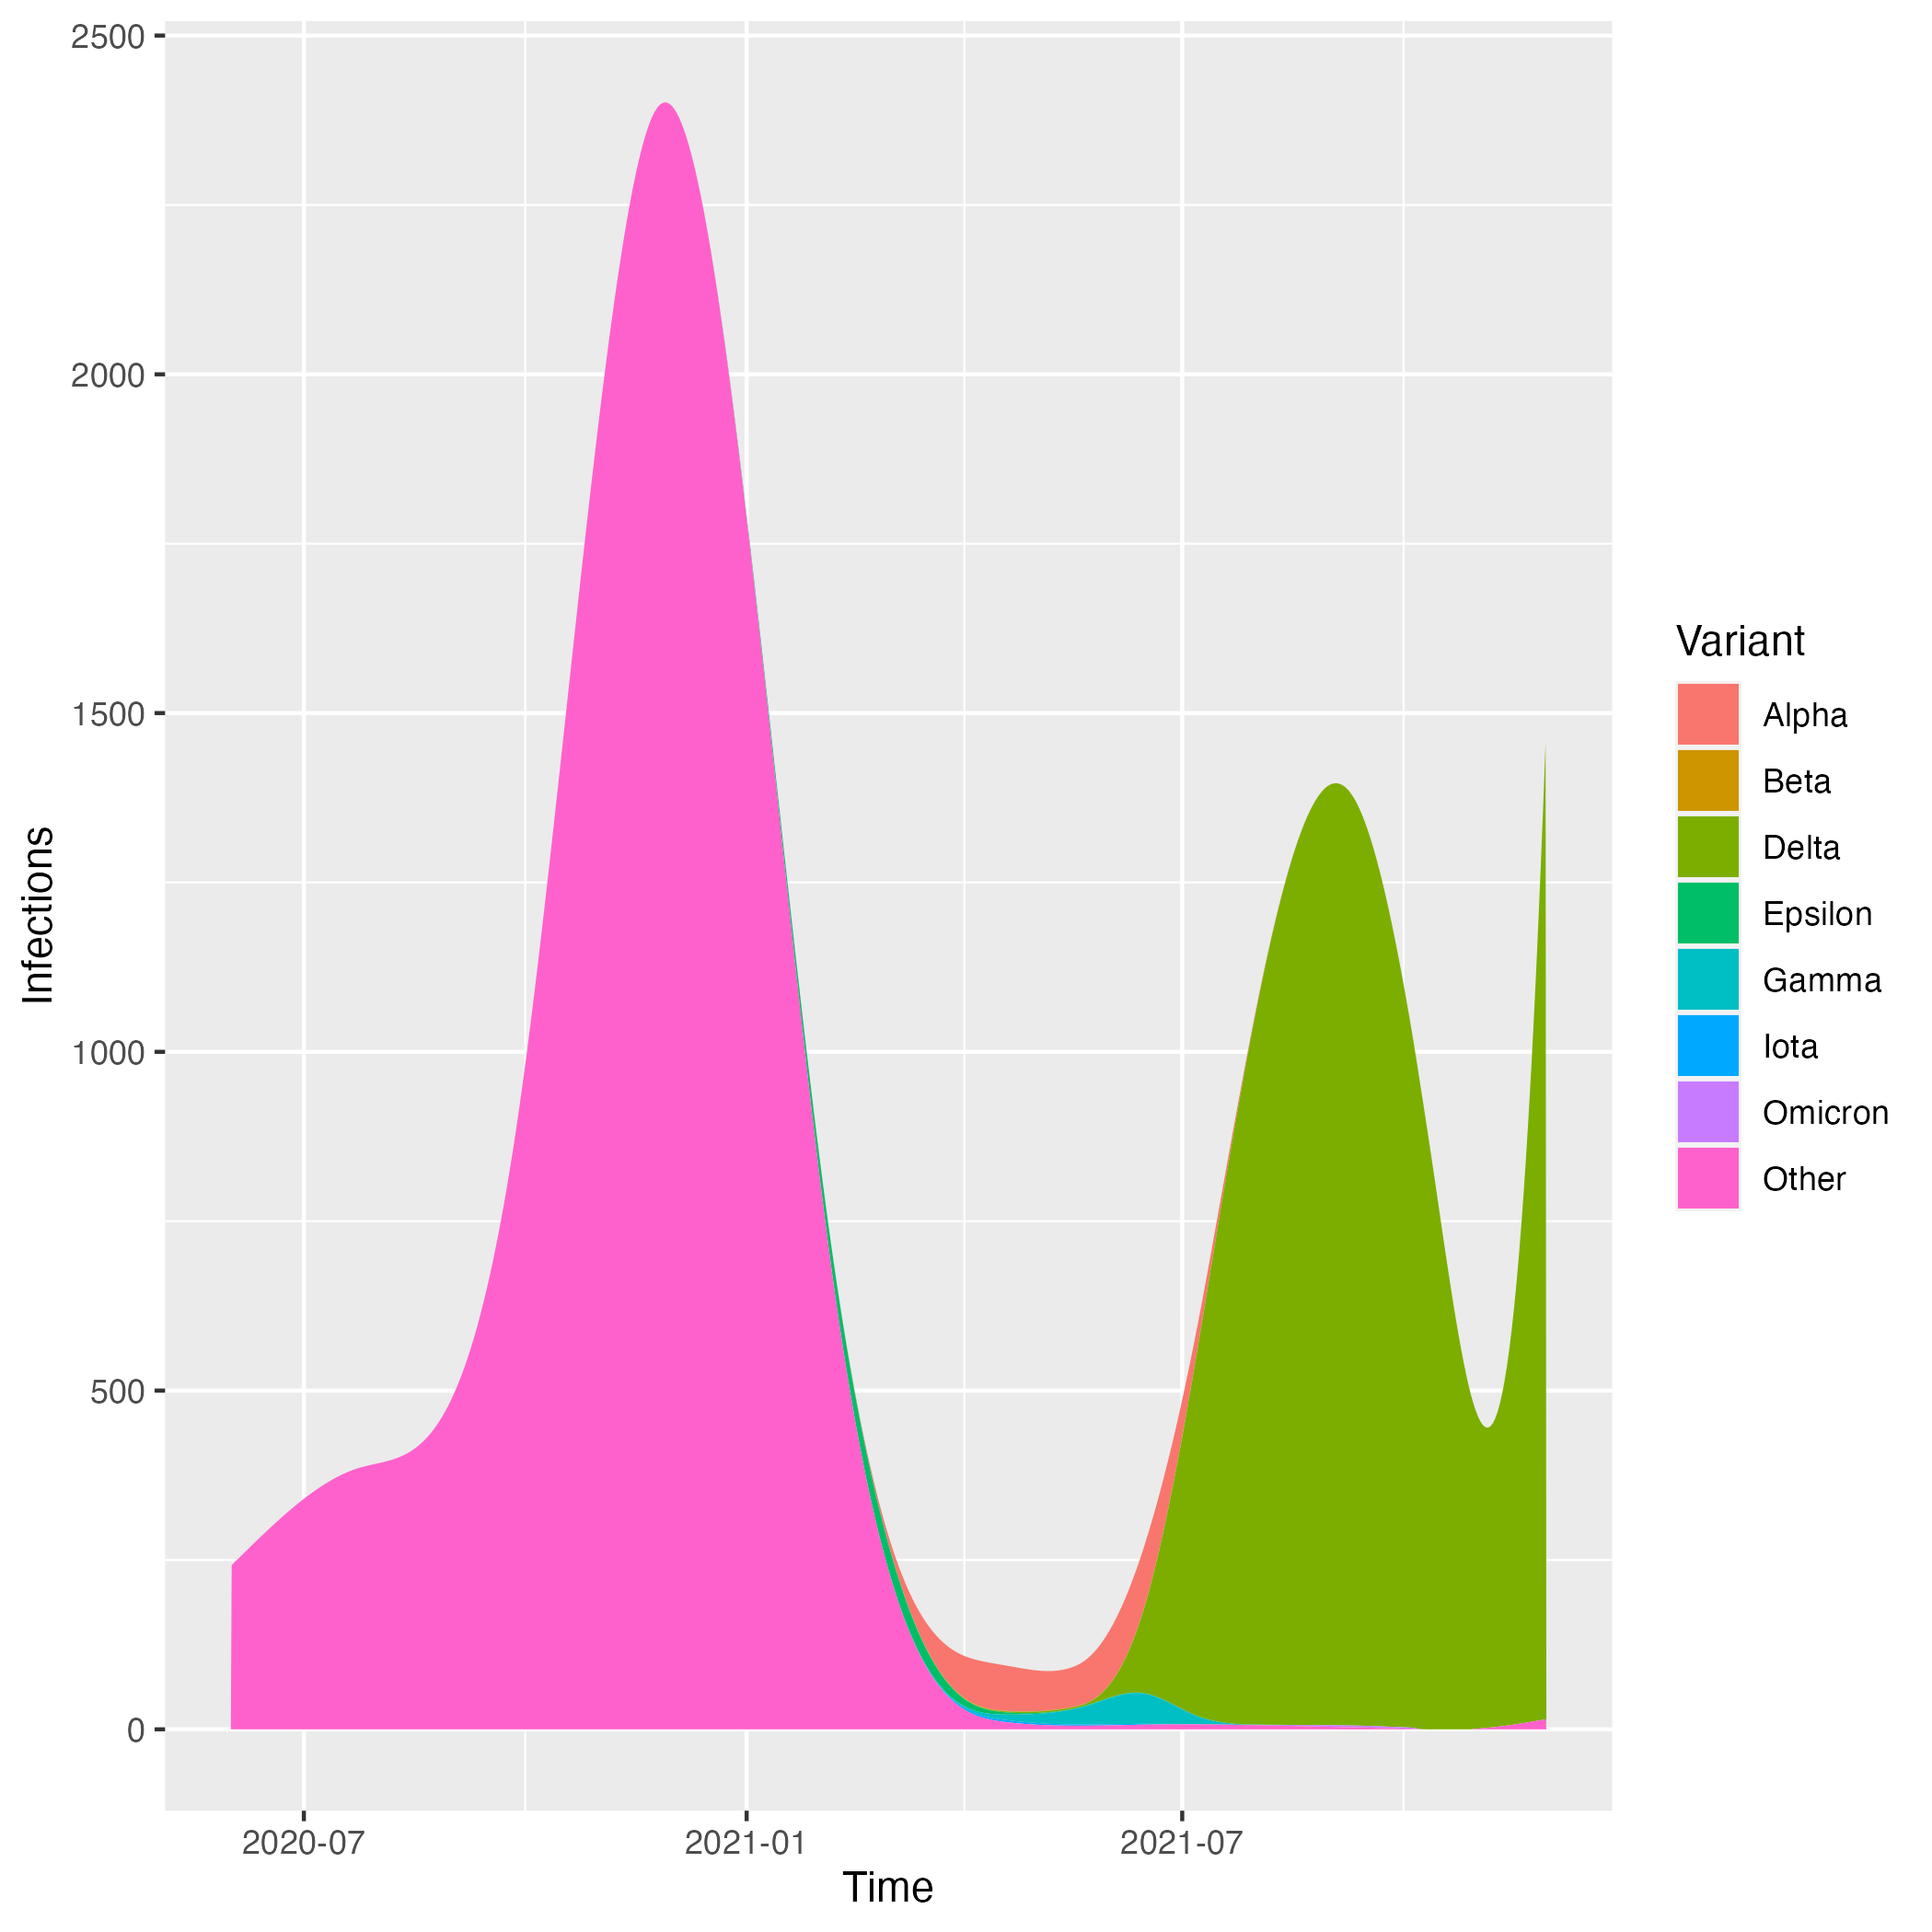 Infections
2500
2000
1500
1000
500
0
2020-07
2021-01
2021-07
Time
Variant
Alpha
Beta
Delta
Epsilon
Gamma
Iota
Omicron
Other